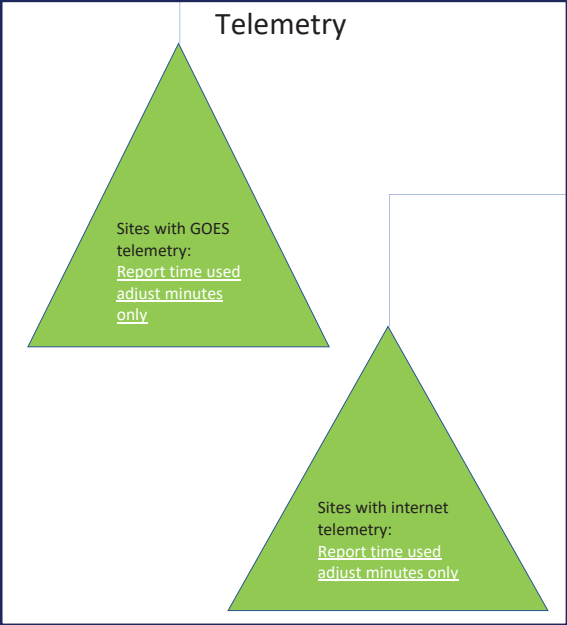 Telemetry
Sites with GOES
telemetry:
Report time used
adjust minutes
only
Sites with internet
telemetry:
Report time used
adjust minutes only